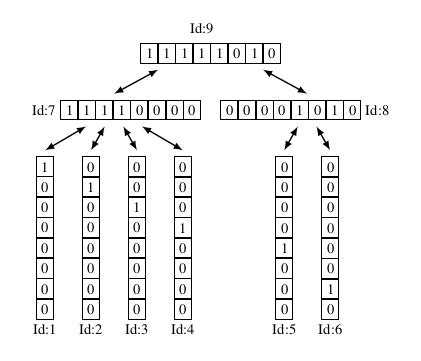 Id:9
1 1 1 1 1 0 1 0
Id:7 1 1 1 1 0 0 0 0 0 0 0 0 1 0 1 0 Id:8
1 0 0 0 0 0
0 1 0 0 0 0
0 0 1 0 0 0
0 0 0 1 0 0
0 0 0 0 1 0
0 0 0 0 0 0
0 0 0 0 0 1
0 0 0 0 0 0
Id:1 Id:2 Id:3 Id:4 Id:5 Id:6